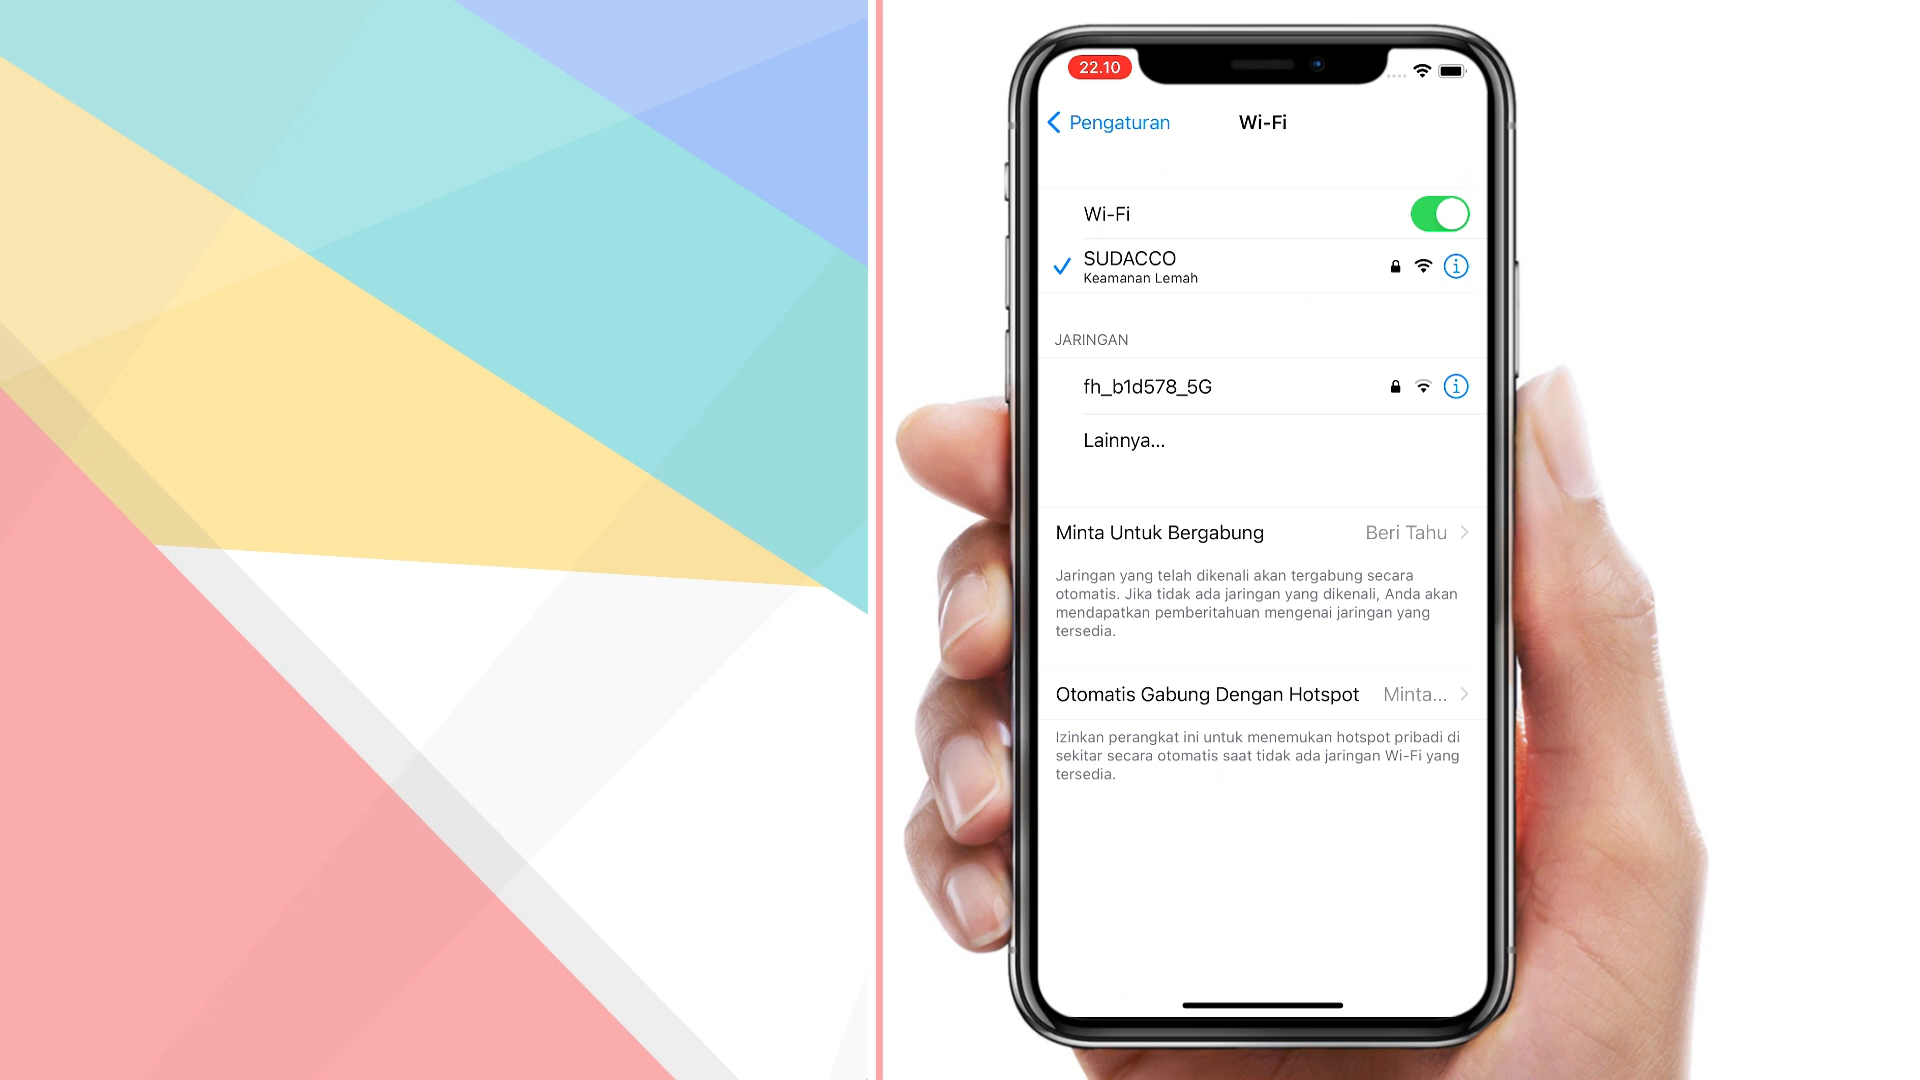 22.10
Pengaturan
Wi-Fi
Wi-Fi
SUDACCO
Keamanan Lemah
JARINGAN
fh_b1d578_5G
Lainnya...
Minta Untuk Bergabung Beri Tahu
Jaringan yang telah dikenali akan tergabung secara
otomatis. Jika tidak ada jaringan yang dikenali, Anda akan
mendapatkan pemberitahuan mengenai jaringan yang
tersedia.
Otomatis Gabung Dengan Hotspot Minta...
Izinkan perangkat ini untuk menemukan hotspot pribadi di
sekitar secara otomatis saat tidak ada jaringan Wi-Fi yang
tersedia.